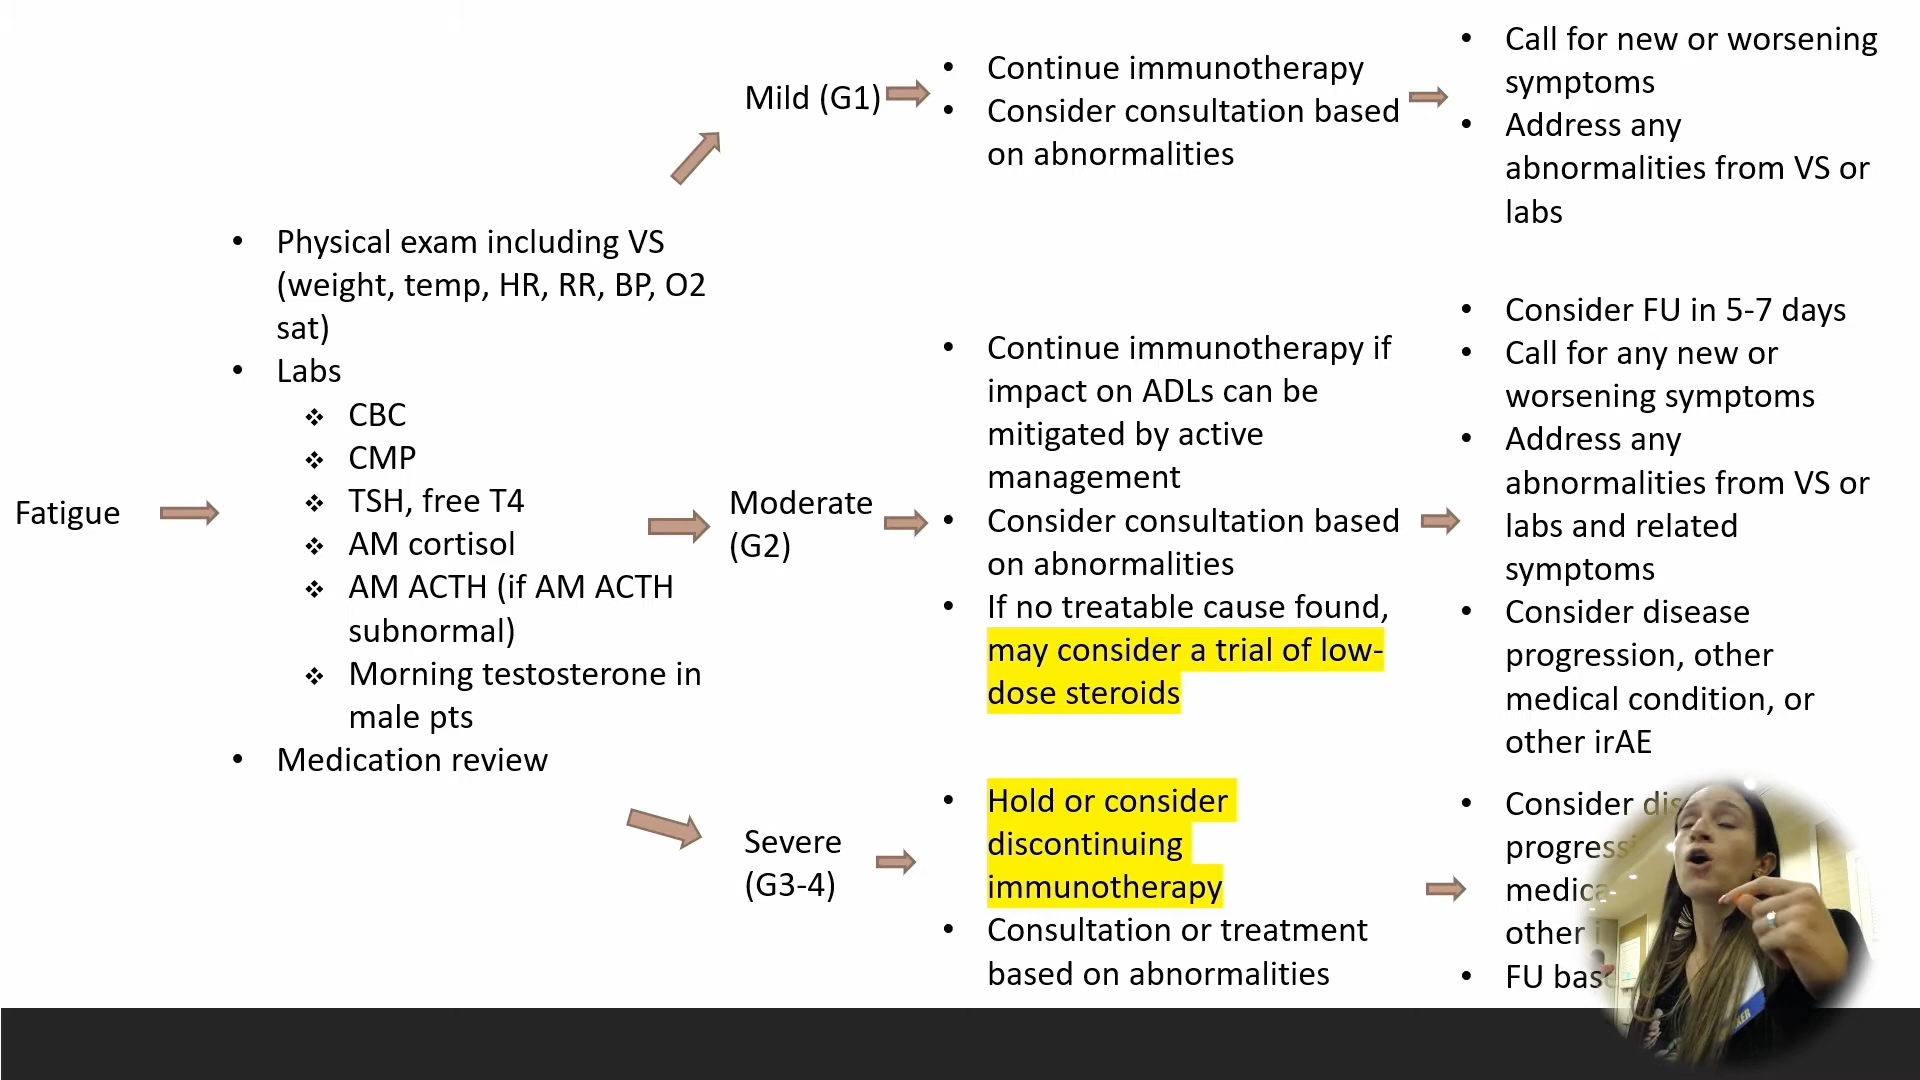 Fatigue
• Physical exam including VS
(weight, temp, HR, RR, BP, O2
sat)
• Labs
❖ CBC
❖ CMP
❖ TSH, free T4
❖ AM cortisol
❖ AM ACTH (if AM ACTH
subnormal)
❖ Morning testosterone in
male pts
• Medication review
Mild (G1)
• Continue immunotherapy
• Consider consultation based
on abnormalities
• Call for new or worsening
symptoms
• Address any
abnormalities from VS or
labs
Moderate
(G2)
• Continue immunotherapy if
impact on ADLs can be
mitigated by active
management
• Consider consultation based
on abnormalities
• If no treatable cause found,
may consider a trial of low-
dose steroids
• Consider FU in 5-7 days
• Call for any new or
worsening symptoms
• Address any
abnormalities from VS or
labs and related
symptoms
• Consider disease
progression, other
medical condition, or
other irAE
Severe
(G3-4)
• Hold or consider
discontinuing
immunotherapy
• Consultation or treatment
based on abnormalities
• Consider
other
• FU